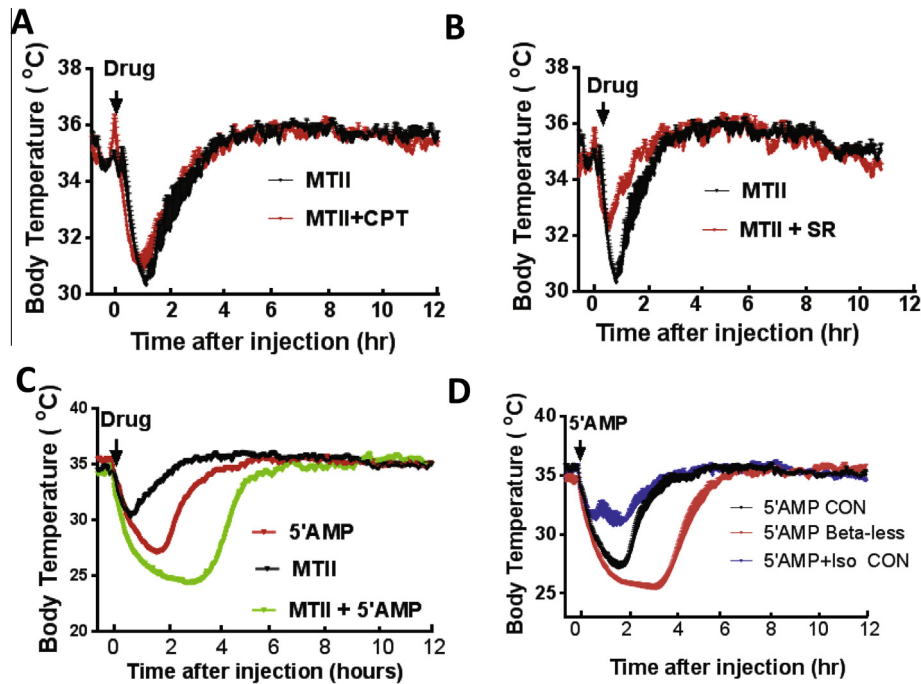 A
38
36
34
32
30
Body Temperature ( °C)
Drug
MTII
MTII+CPT
0 2 4 6 8 10 12
Time after injection (hr)
B
38
36
34
32
30
Body Temperature ( °C)
Drug
MTII
MTII + SR
0 2 4 6 8 10 12
Time after injection (hr)
C
40
35
30
25
20
Body Temperature ( °C)
Drug
5'AMP
MTII
MTII + 5'AMP
0 2 4 6 8 10 12
Time after injection (hours)
D
40
35
30
25
Body Temperature ( °C)
5'AMP
5'AMP CON
5'AMP Beta-less
5'AMP+Iso CON
0 2 4 6 8 10 12
Time after injection (hr)